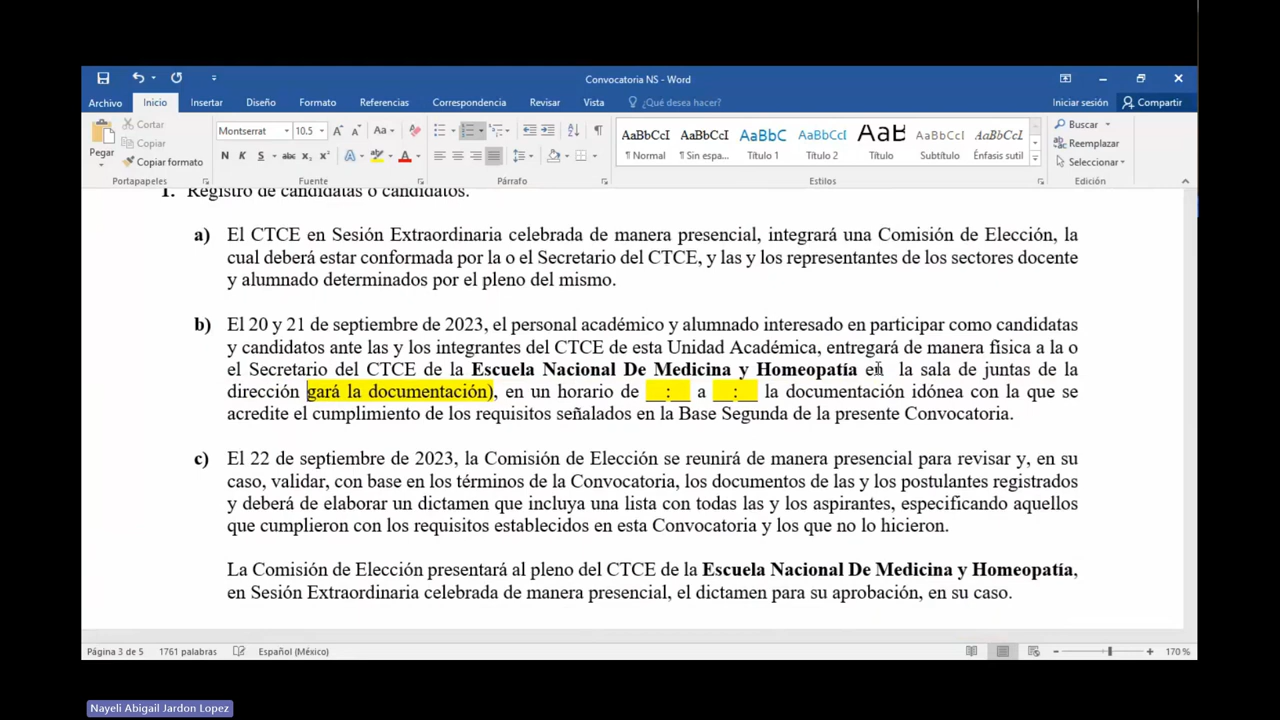 Convocatoria NS - Word
Archivo Inicio Insertar Diseño Formato Referencias Correspondencia Revisar Vista ¿Qué desea hacer? Iniciar sesión Compartir
Pegar
Cortar
Copiar
Copiar formato
Portapapeles
Montserrat 10.5 A A Aa
N K S abc x₂ x² A A
Fuente
Párrafo
AaBbCcI AaBbCcI AaBbC AaBbCcI AaB AaBbCcI AaBbCcI
¶ Normal ¶ Sin espa... Título 1 Título 2 Título Subtítulo Énfasis sutil
Estilos
Buscar
Reemplazar
Seleccionar
Edición
1. Registro de candidatas o candidatos.
a) El CTCE en Sesión Extraordinaria celebrada de manera presencial, integrará una Comisión de Elección, la
cual deberá estar conformada por la o el Secretario del CTCE, y las y los representantes de los sectores docente
y alumnado determinados por el pleno del mismo.
b) El 20 y 21 de septiembre de 2023, el personal académico y alumnado interesado en participar como candidatas
y candidatos ante las y los integrantes del CTCE de esta Unidad Académica, entregará de manera física a la o
el Secretario del CTCE de la Escuela Nacional De Medicina y Homeopatía en la sala de juntas de la
dirección gará la documentación), en un horario de __:__ a __:__ la documentación idónea con la que se
acredite el cumplimiento de los requisitos señalados en la Base Segunda de la presente Convocatoria.
c) El 22 de septiembre de 2023, la Comisión de Elección se reunirá de manera presencial para revisar y, en su
caso, validar, con base en los términos de la Convocatoria, los documentos de las y los postulantes registrados
y deberá de elaborar un dictamen que incluya una lista con todas las y los aspirantes, especificando aquellos
que cumplieron con los requisitos establecidos en esta Convocatoria y los que no lo hicieron.
La Comisión de Elección presentará al pleno del CTCE de la Escuela Nacional De Medicina y Homeopatía,
en Sesión Extraordinaria celebrada de manera presencial, el dictamen para su aprobación, en su caso.
Página 3 de 5 1761 palabras Español (México) 170 %
Nayeli Abigail Jardon Lopez